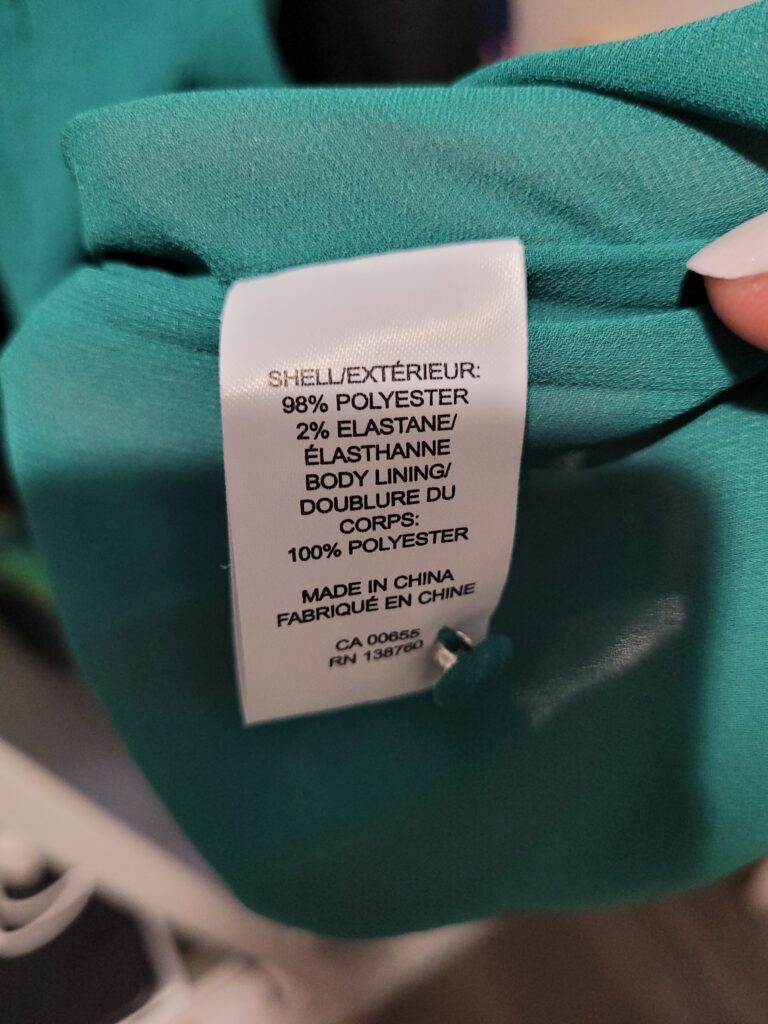 SHELL/EXTÉRIEUR:
98% POLYESTER
2% ELASTANE/
ÉLASTHANNE
BODY LINING/
DOUBLURE DU
CORPS:
100% POLYESTER
MADE IN CHINA
FABRIQUÉ EN CHINE
CA 00655
RN 138760